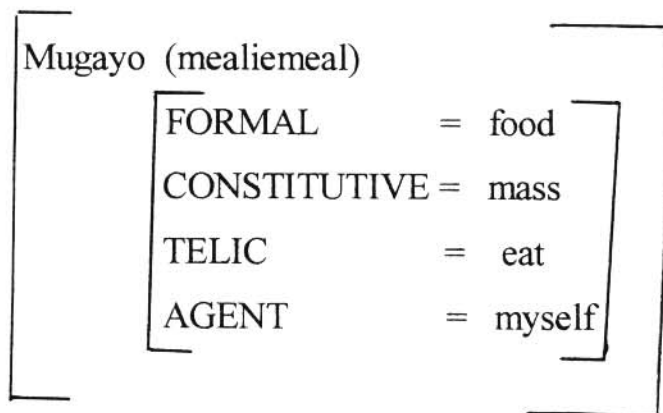 Mugayo (mealiemeal)
FORMAL = food
CONSTITUTIVE = mass
TELIC = eat
AGENT = myself